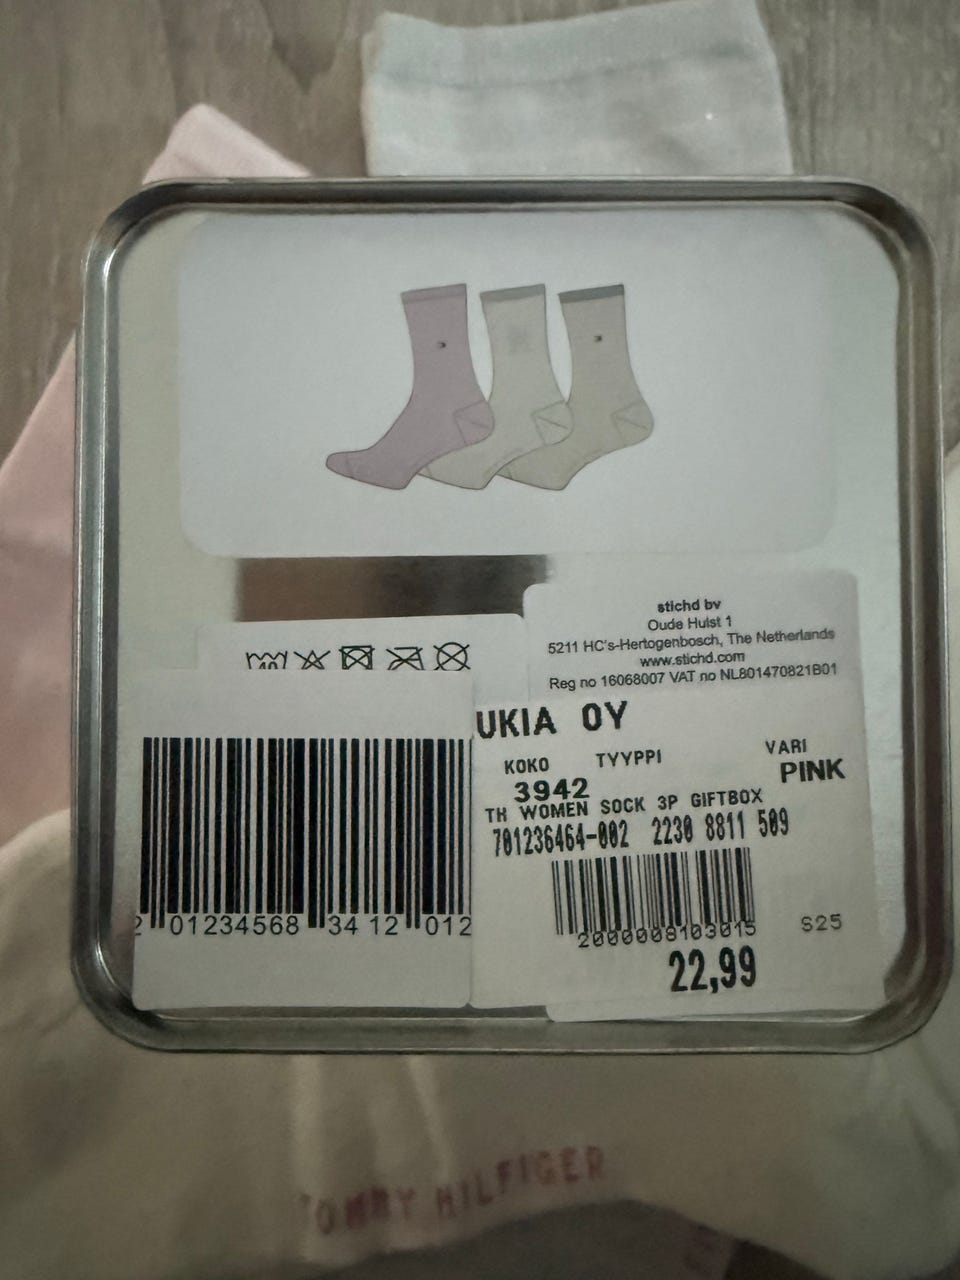 stichd bv
Oude Hulst 1
5211 HC's-Hertogenbosch, The Netherlands
www.stichd.com
Reg no 16068007 VAT no NL801470821B01
40
UKIA OY
KOKO TYYPPI VARI
3942 PINK
TH WOMEN SOCK 3P GIFTBOX
701236464-002 2230 8811 509
2000008103015
S25
22,99
01234568 34 12 012
TOMMY HILFIGER